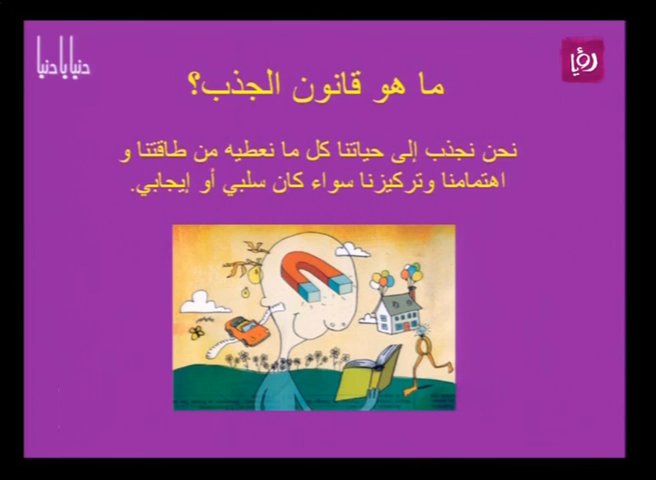 دنيا يا دنيا
رؤيا
ما هو قانون الجذب؟
نحن نجذب إلى حياتنا كل ما نعطيه من طاقتنا و
اهتمامنا وتركيزنا سواء كان سلبي أو إيجابي.